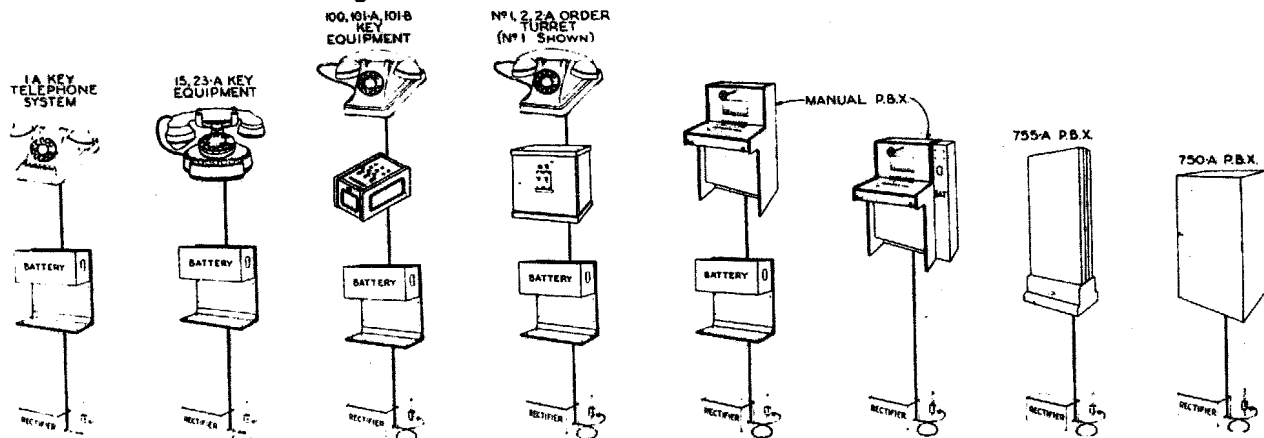 1A KEY
TELEPHONE
SYSTEM
15, 23-A KEY
EQUIPMENT
100, 101-A, 101-B
KEY
EQUIPMENT
Nº 1, 2, 2-A ORDER
TURRET
(Nº 1 SHOWN)
MANUAL P.B.X.
755-A P.B.X.
750-A P.B.X.
BATTERY
BATTERY
BATTERY
BATTERY
BATTERY
BAT
RECTIFIER
RECTIFIER
RECTIFIER
RECTIFIER
RECTIFIER
RECTIFIER
RECTIFIER
RECTIFIER